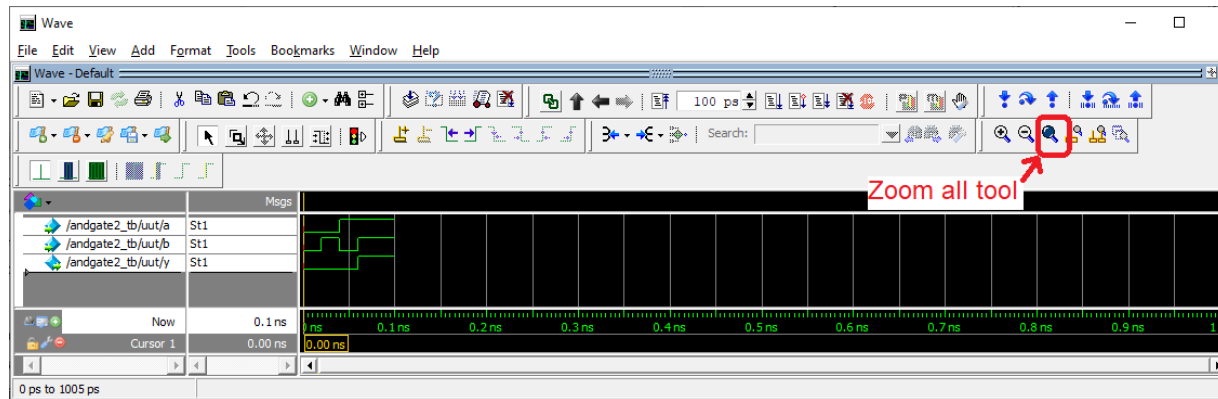 Wave
File Edit View Add Format Tools Bookmarks Window Help
Wave - Default
100 ps
Search:
Zoom all tool
Msgs
/andgate2_tb/uut/a St1
/andgate2_tb/uut/b St1
/andgate2_tb/uut/y St1
Now 0.1 ns
ns 0.1 ns 0.2 ns 0.3 ns 0.4 ns 0.5 ns 0.6 ns 0.7 ns 0.8 ns 0.9 ns 1
Cursor 1 0.00 ns 0.00 ns
0 ps to 1005 ps